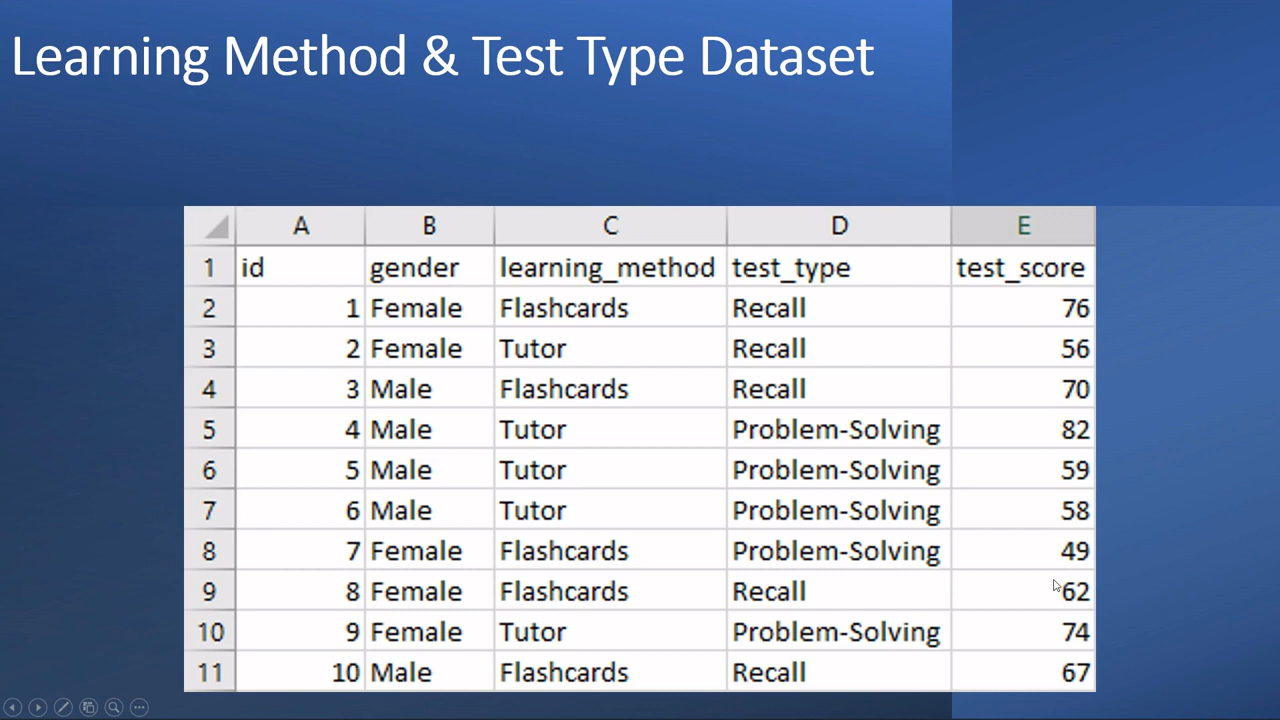 Learning Method & Test Type Dataset
A B C D E
1 id gender learning_method test_type test_score
2 1 Female Flashcards Recall 76
3 2 Female Tutor Recall 56
4 3 Male Flashcards Recall 70
5 4 Male Tutor Problem-Solving 82
6 5 Male Tutor Problem-Solving 59
7 6 Male Tutor Problem-Solving 58
8 7 Female Flashcards Problem-Solving 49
9 8 Female Flashcards Recall 62
10 9 Female Tutor Problem-Solving 74
11 10 Male Flashcards Recall 67